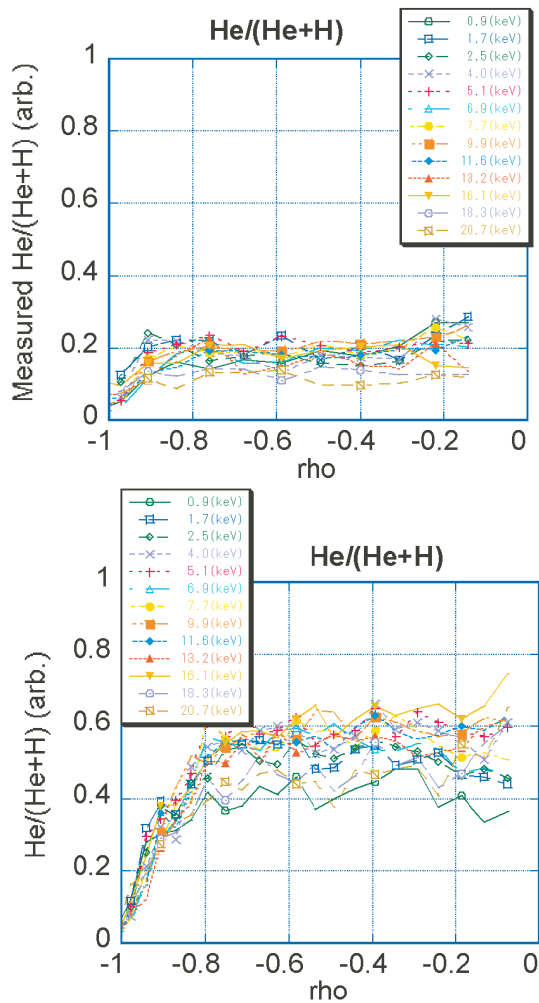 He/(He+H)
0.9(keV)
1.7(keV)
2.5(keV)
4.0(keV)
5.1(keV)
6.9(keV)
7.7(keV)
9.9(keV)
11.6(keV)
13.2(keV)
16.1(keV)
18.3(keV)
20.7(keV)
Measured He/(He+H) (arb.)
1
0.8
0.6
0.4
0.2
0
-1 -0.8 -0.6 -0.4 -0.2 0
rho
0.9(keV)
1.7(keV)
2.5(keV)
4.0(keV)
5.1(keV)
6.9(keV)
7.7(keV)
9.9(keV)
11.6(keV)
13.2(keV)
16.1(keV)
18.3(keV)
20.7(keV)
He/(He+H)
He/(He+H) (arb.)
1
0.8
0.6
0.4
0.2
0
-1 -0.8 -0.6 -0.4 -0.2 0
rho